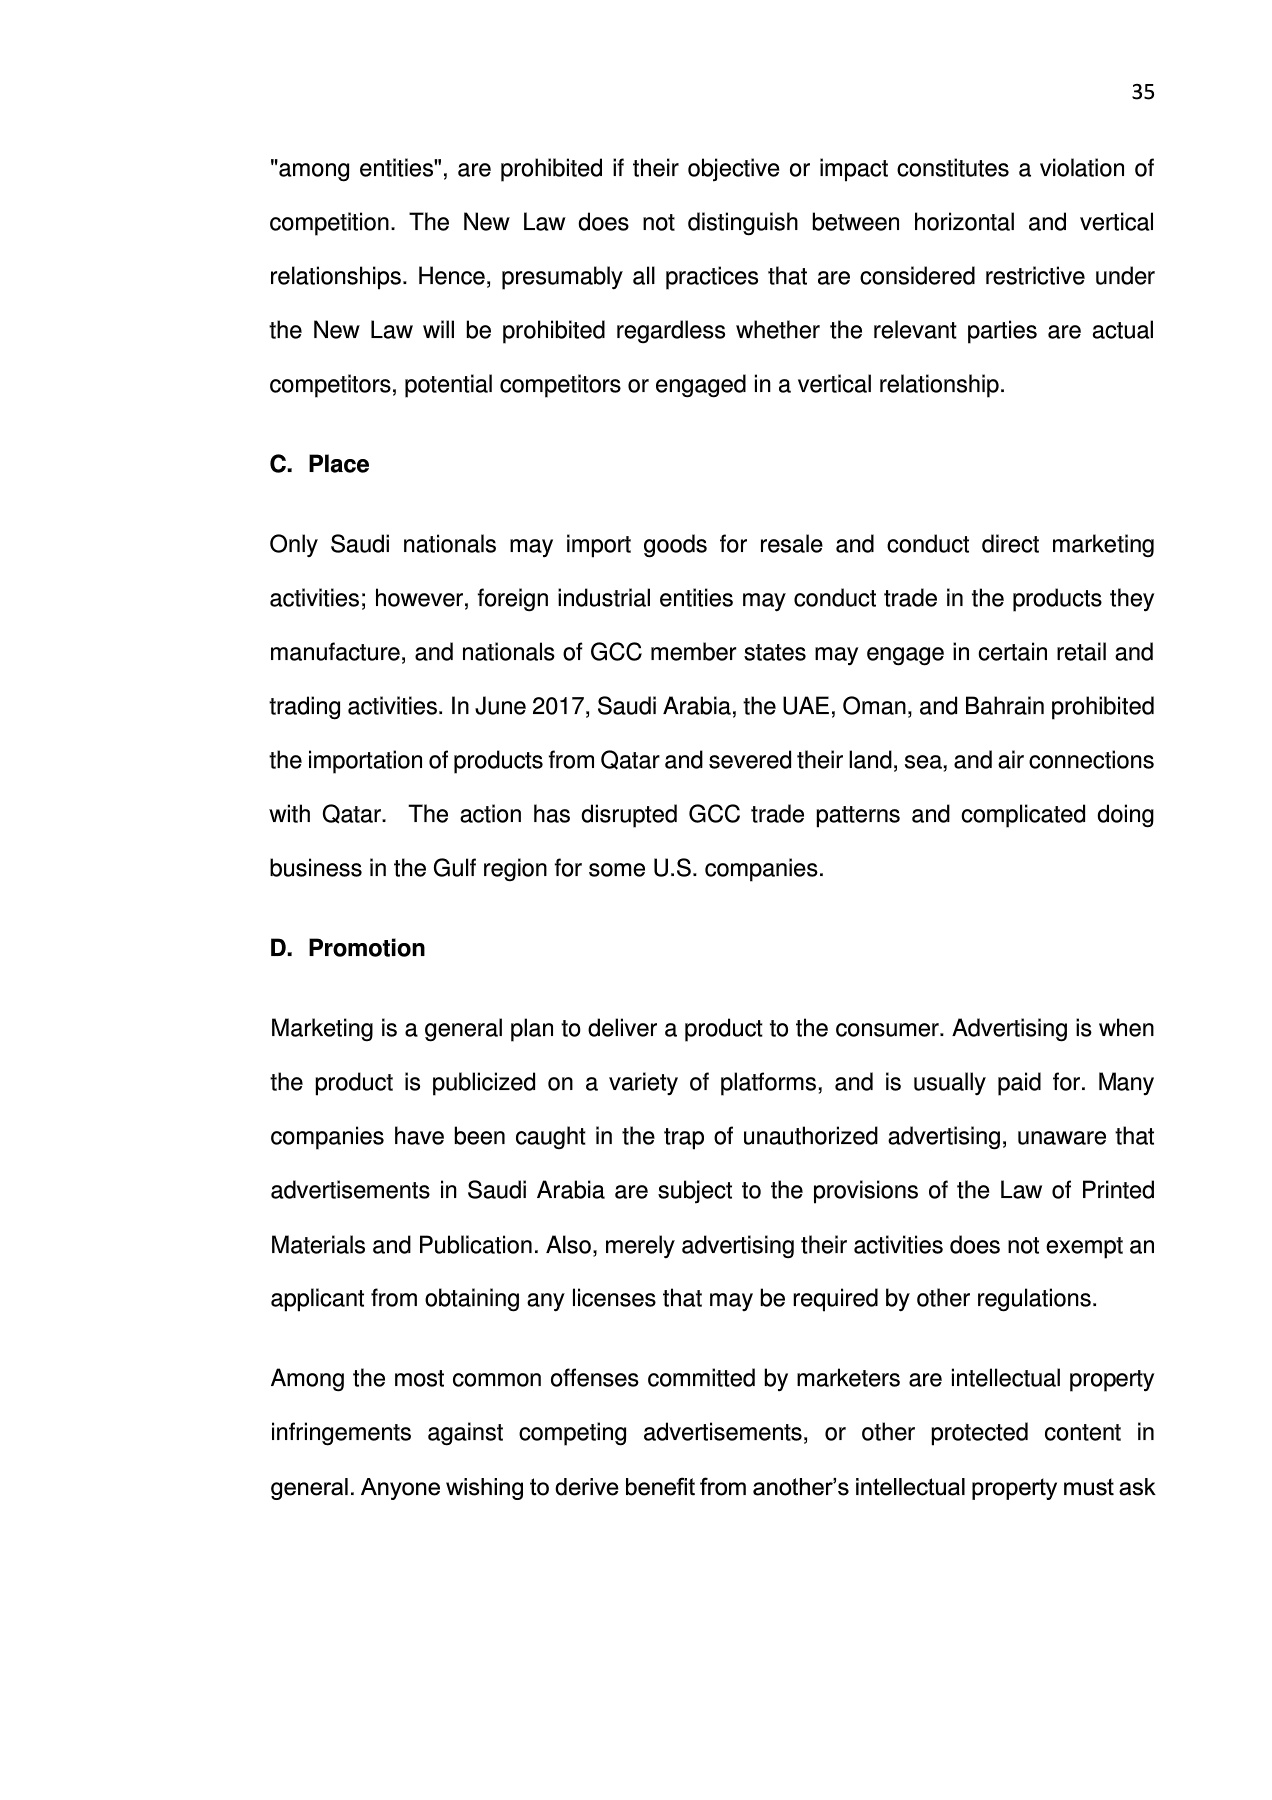 35
"among entities", are prohibited if their objective or impact constitutes a violation of
competition. The New Law does not distinguish between horizontal and vertical
relationships. Hence, presumably all practices that are considered restrictive under
the New Law will be prohibited regardless whether the relevant parties are actual
competitors, potential competitors or engaged in a vertical relationship.
C. Place
Only Saudi nationals may import goods for resale and conduct direct marketing
activities; however, foreign industrial entities may conduct trade in the products they
manufacture, and nationals of GCC member states may engage in certain retail and
trading activities. In June 2017, Saudi Arabia, the UAE, Oman, and Bahrain prohibited
the importation of products from Qatar and severed their land, sea, and air connections
with Qatar.  The action has disrupted GCC trade patterns and complicated doing
business in the Gulf region for some U.S. companies.
D. Promotion
Marketing is a general plan to deliver a product to the consumer. Advertising is when
the product is publicized on a variety of platforms, and is usually paid for. Many
companies have been caught in the trap of unauthorized advertising, unaware that
advertisements in Saudi Arabia are subject to the provisions of the Law of Printed
Materials and Publication. Also, merely advertising their activities does not exempt an
applicant from obtaining any licenses that may be required by other regulations.
Among the most common offenses committed by marketers are intellectual property
infringements against competing advertisements, or other protected content in
general. Anyone wishing to derive benefit from another’s intellectual property must ask